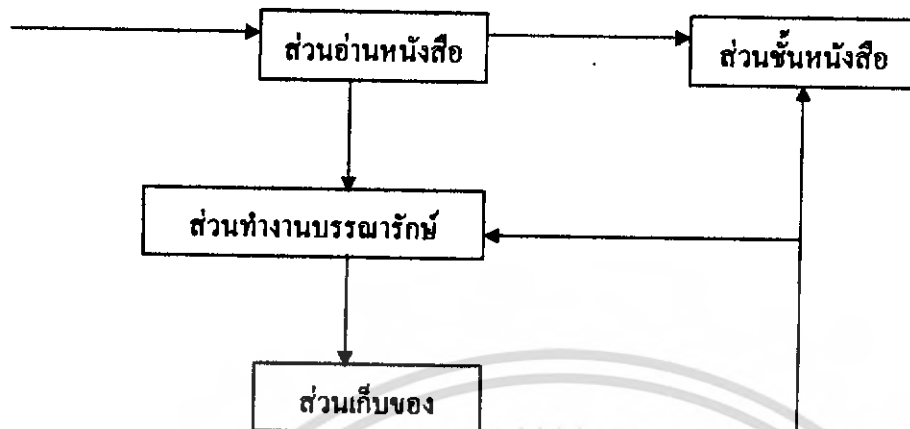 ส่วนอ่านหนังสือ
ส่วนชั้นหนังสือ
ส่วนทำงานบรรณารักษ์
ส่วนเก็บของ